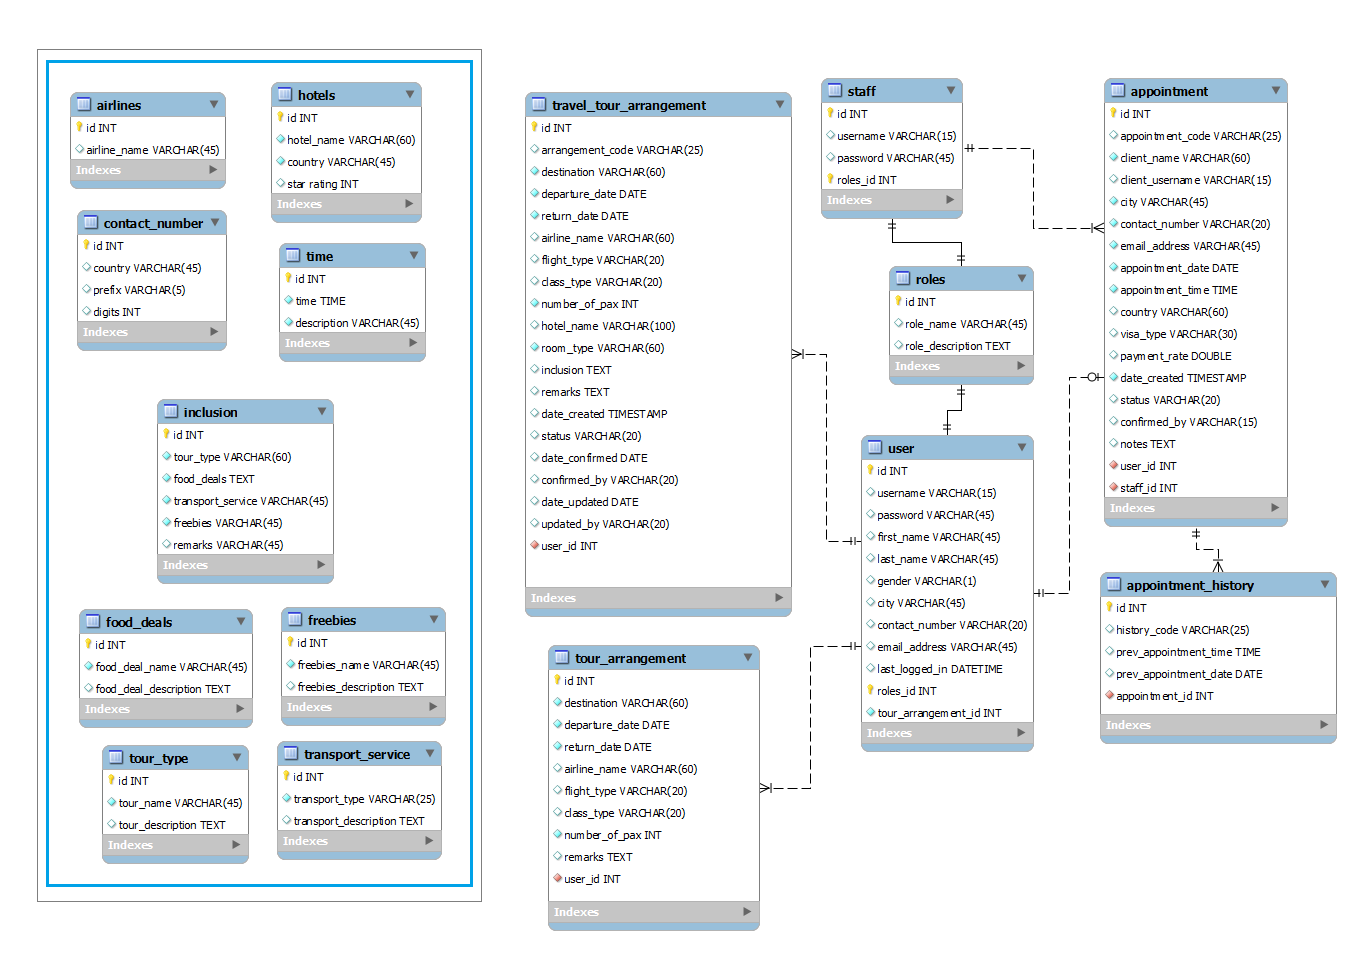 airlines
id INT
airline_name VARCHAR(45)
Indexes
hotels
id INT
hotel_name VARCHAR(60)
country VARCHAR(45)
star rating INT
Indexes
contact_number
id INT
country VARCHAR(45)
prefix VARCHAR(5)
digits INT
Indexes
time
id INT
time TIME
description VARCHAR(45)
Indexes
inclusion
id INT
tour_type VARCHAR(60)
food_deals TEXT
transport_service VARCHAR(45)
freebies VARCHAR(45)
remarks VARCHAR(45)
Indexes
food_deals
id INT
food_deal_name VARCHAR(45)
food_deal_description TEXT
Indexes
freebies
id INT
freebies_name VARCHAR(45)
freebies_description TEXT
Indexes
tour_type
id INT
tour_name VARCHAR(45)
tour_description TEXT
Indexes
transport_service
id INT
transport_type VARCHAR(25)
transport_description TEXT
Indexes
travel_tour_arrangement
id INT
arrangement_code VARCHAR(25)
destination VARCHAR(60)
departure_date DATE
return_date DATE
airline_name VARCHAR(60)
flight_type VARCHAR(20)
class_type VARCHAR(20)
number_of_pax INT
hotel_name VARCHAR(100)
room_type VARCHAR(60)
inclusion TEXT
remarks TEXT
date_created TIMESTAMP
status VARCHAR(20)
date_confirmed DATE
confirmed_by VARCHAR(20)
date_updated DATE
updated_by VARCHAR(20)
user_id INT
Indexes
tour_arrangement
id INT
destination VARCHAR(60)
departure_date DATE
return_date DATE
airline_name VARCHAR(60)
flight_type VARCHAR(20)
class_type VARCHAR(20)
number_of_pax INT
remarks TEXT
user_id INT
Indexes
staff
id INT
username VARCHAR(15)
password VARCHAR(45)
roles_id INT
Indexes
roles
id INT
role_name VARCHAR(45)
role_description TEXT
Indexes
user
id INT
username VARCHAR(15)
password VARCHAR(45)
first_name VARCHAR(45)
last_name VARCHAR(45)
gender VARCHAR(1)
city VARCHAR(45)
contact_number VARCHAR(20)
email_address VARCHAR(45)
last_logged_in DATETIME
roles_id INT
tour_arrangement_id INT
Indexes
appointment
id INT
appointment_code VARCHAR(25)
client_name VARCHAR(60)
client_username VARCHAR(15)
city VARCHAR(45)
contact_number VARCHAR(20)
email_address VARCHAR(45)
appointment_date DATE
appointment_time TIME
country VARCHAR(60)
visa_type VARCHAR(30)
payment_rate DOUBLE
date_created TIMESTAMP
status VARCHAR(20)
confirmed_by VARCHAR(15)
notes TEXT
user_id INT
staff_id INT
Indexes
appointment_history
id INT
history_code VARCHAR(25)
prev_appointment_time TIME
prev_appointment_date DATE
appointment_id INT
Indexes